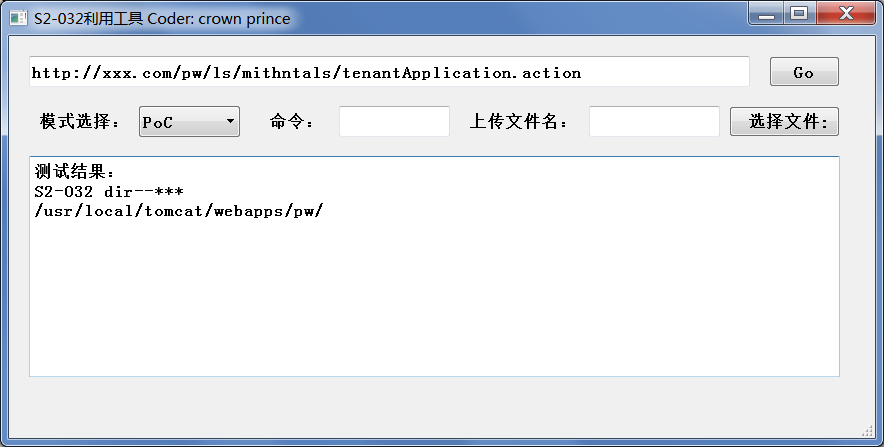 S2-032利用工具 Coder: crown prince
http://xxx.com/pw/ls/mithntals/tenantApplication.action
Go
模式选择: PoC 命令: 上传文件名: 选择文件:
测试结果:
S2-032 dir--***
/usr/local/tomcat/webapps/pw/